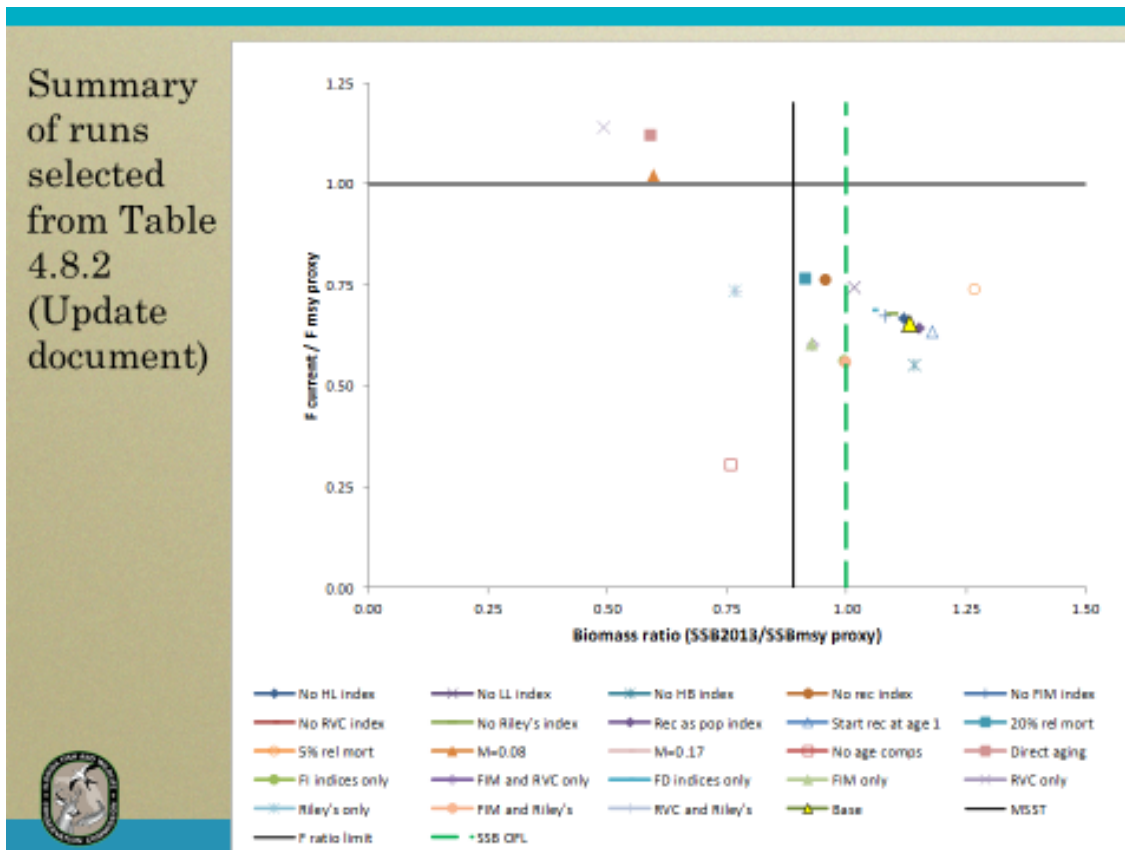 Summary
of runs
selected
from Table
4.8.2
(Update
document)
1.25
1.00
0.75
0.50
0.25
0.00
F current / F msy proxy
0.00 0.25 0.50 0.75 1.00 1.25 1.50
Biomass ratio (SSB2013/SSBmsy proxy)
No HL index No LL index No HB index No rec index No FIM index
No RVC index No Riley's index Rec as pop index Start rec at age 1 20% rel mort
5% rel mort M=0.08 M=0.17 No age comps Direct aging
FI indices only FIM and RVC only FD indices only FIM only RVC only
Riley's only FIM and Riley's RVC and Riley's Base MSST
F ratio limit SSB OFL